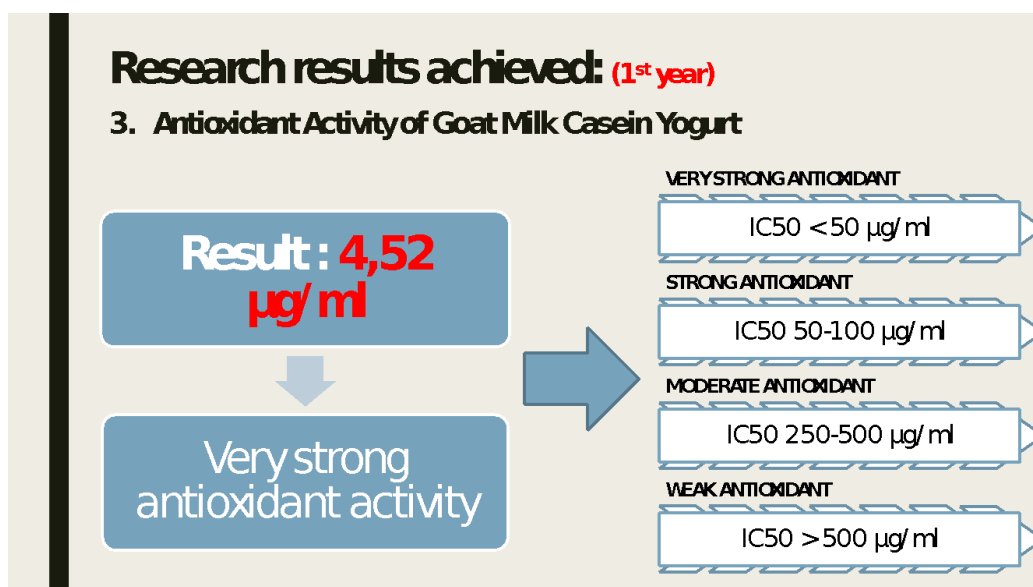 Research results achieved: (1st year)
3. Antioxidant Activity of Goat Milk Casein Yogurt
Result : 4,52
µg/ml
Very strong
antioxidant activity
VERY STRONG ANTIOXIDANT
IC50 < 50 µg/ml
STRONG ANTIOXIDANT
IC50 50-100 µg/ml
MODERATE ANTIOXIDANT
IC50 250-500 µg/ml
WEAK ANTIOXIDANT
IC50 > 500 µg/ml